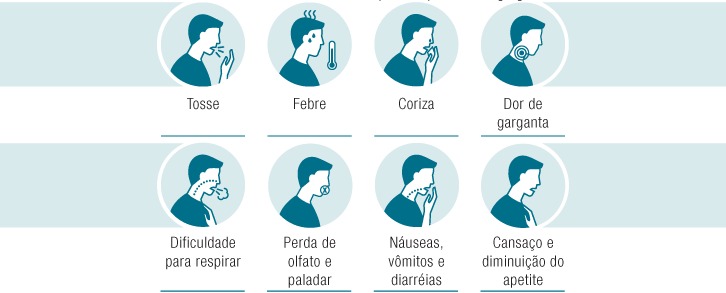 Tosse
Febre
Coriza
Dor de
garganta
Dificuldade
para respirar
Perda de
olfato e
paladar
Náuseas,
vômitos e
diarréias
Cansaço e
diminuição do
apetite